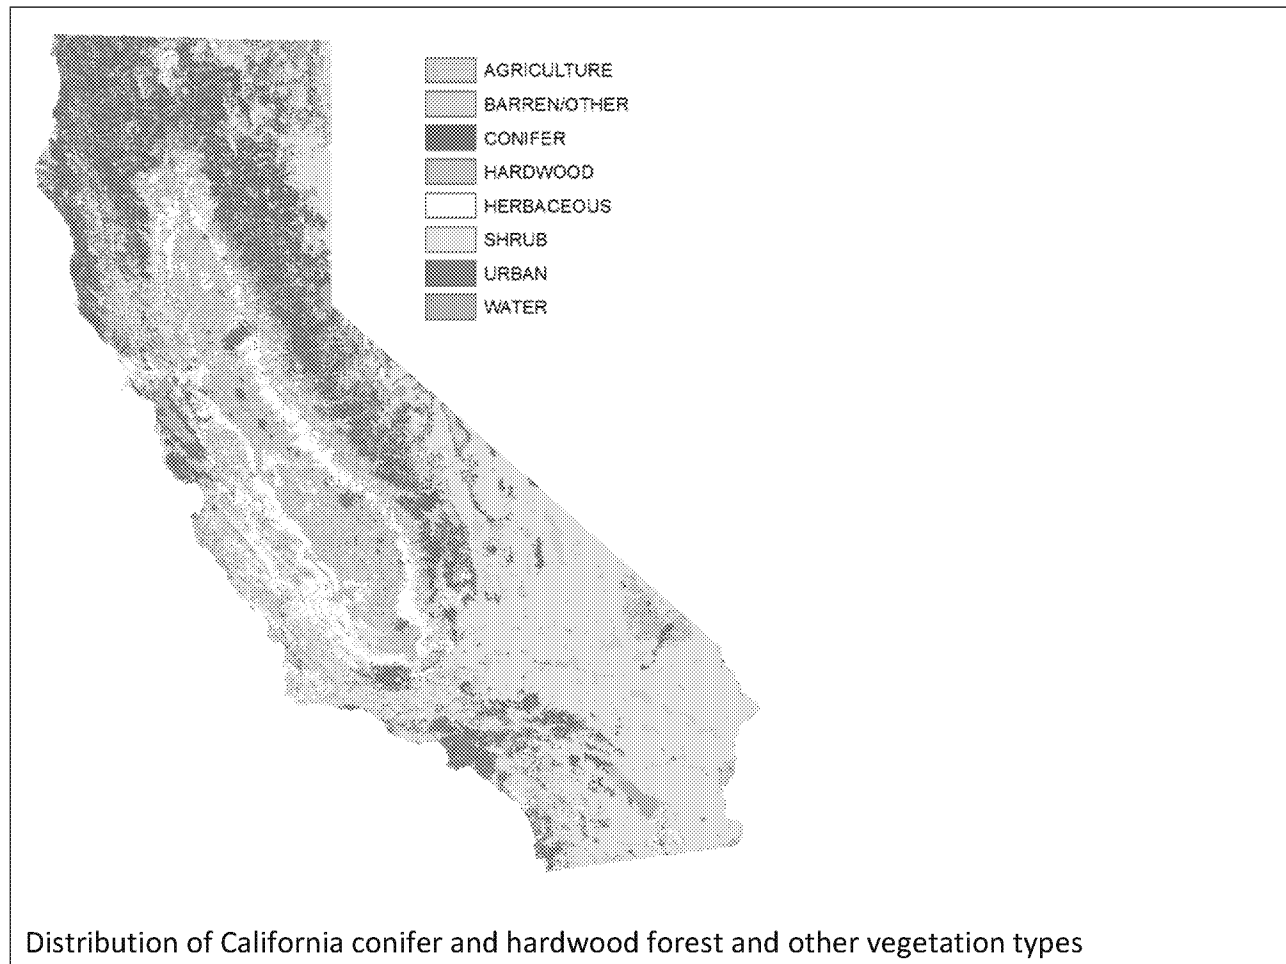 AGRICULTURE
BARREN/OTHER
CONIFER
HARDWOOD
HERBACEOUS
SHRUB
URBAN
WATER
Distribution of California conifer and hardwood forest and other vegetation types